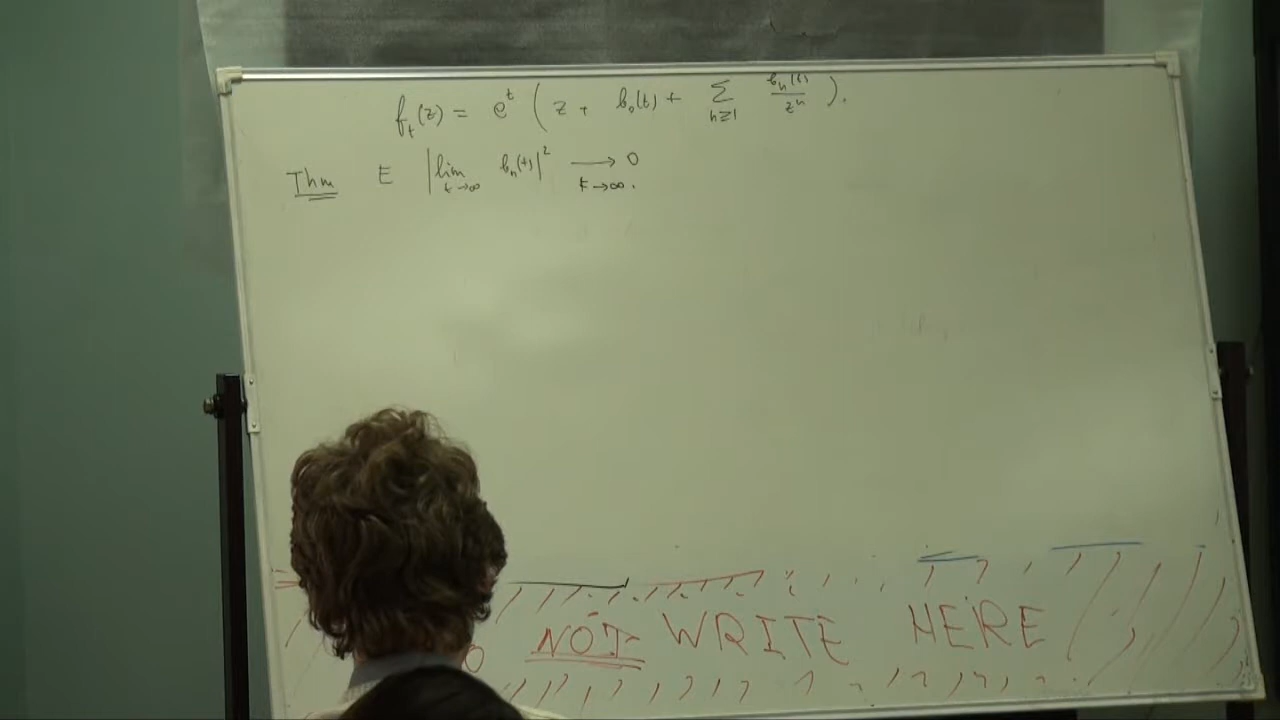 f_t(z) = e^t ( z + b_0(t) + Σ_{n≥1} b_n(t)/z^n ).
Thm E |lim_{t→∞} b_n(t)|^2 ⟶_{t→∞.} 0
O NOT WRITE HERE